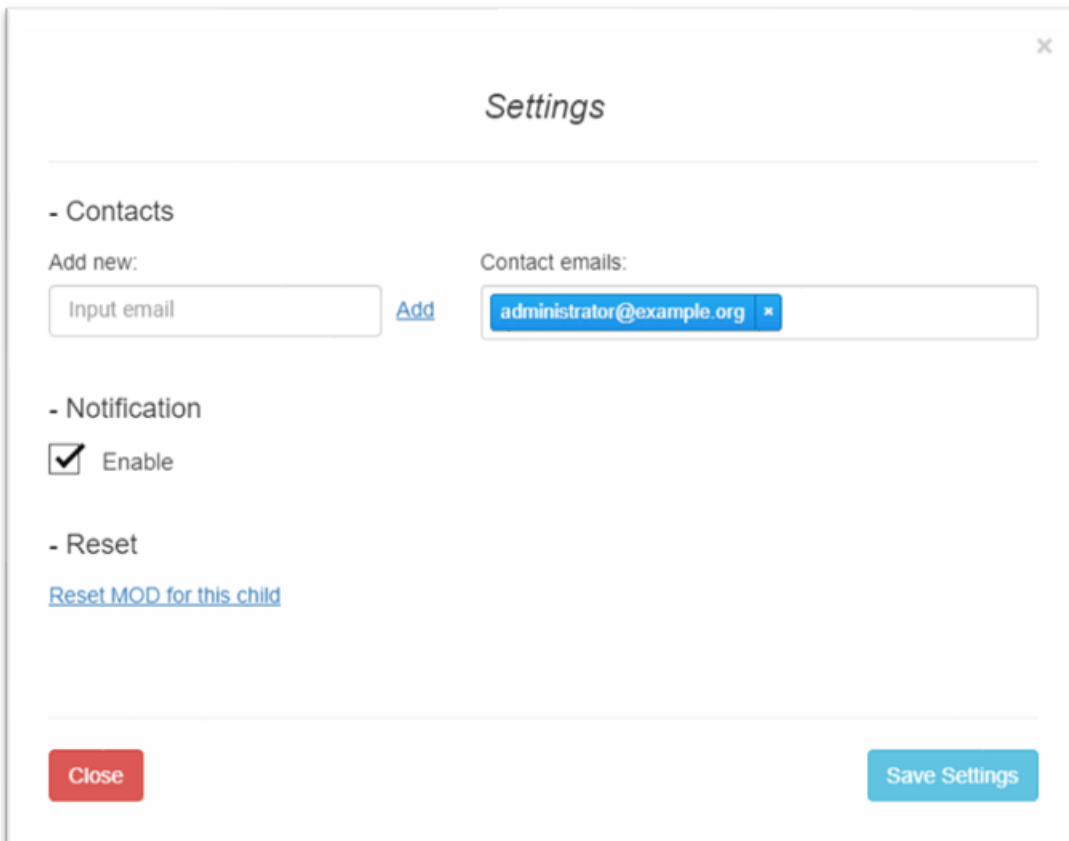 ×
Settings
- Contacts
Add new:
Contact emails:
Input email
Add
administrator@example.org ×
- Notification
Enable
- Reset
Reset MOD for this child
Close
Save Settings